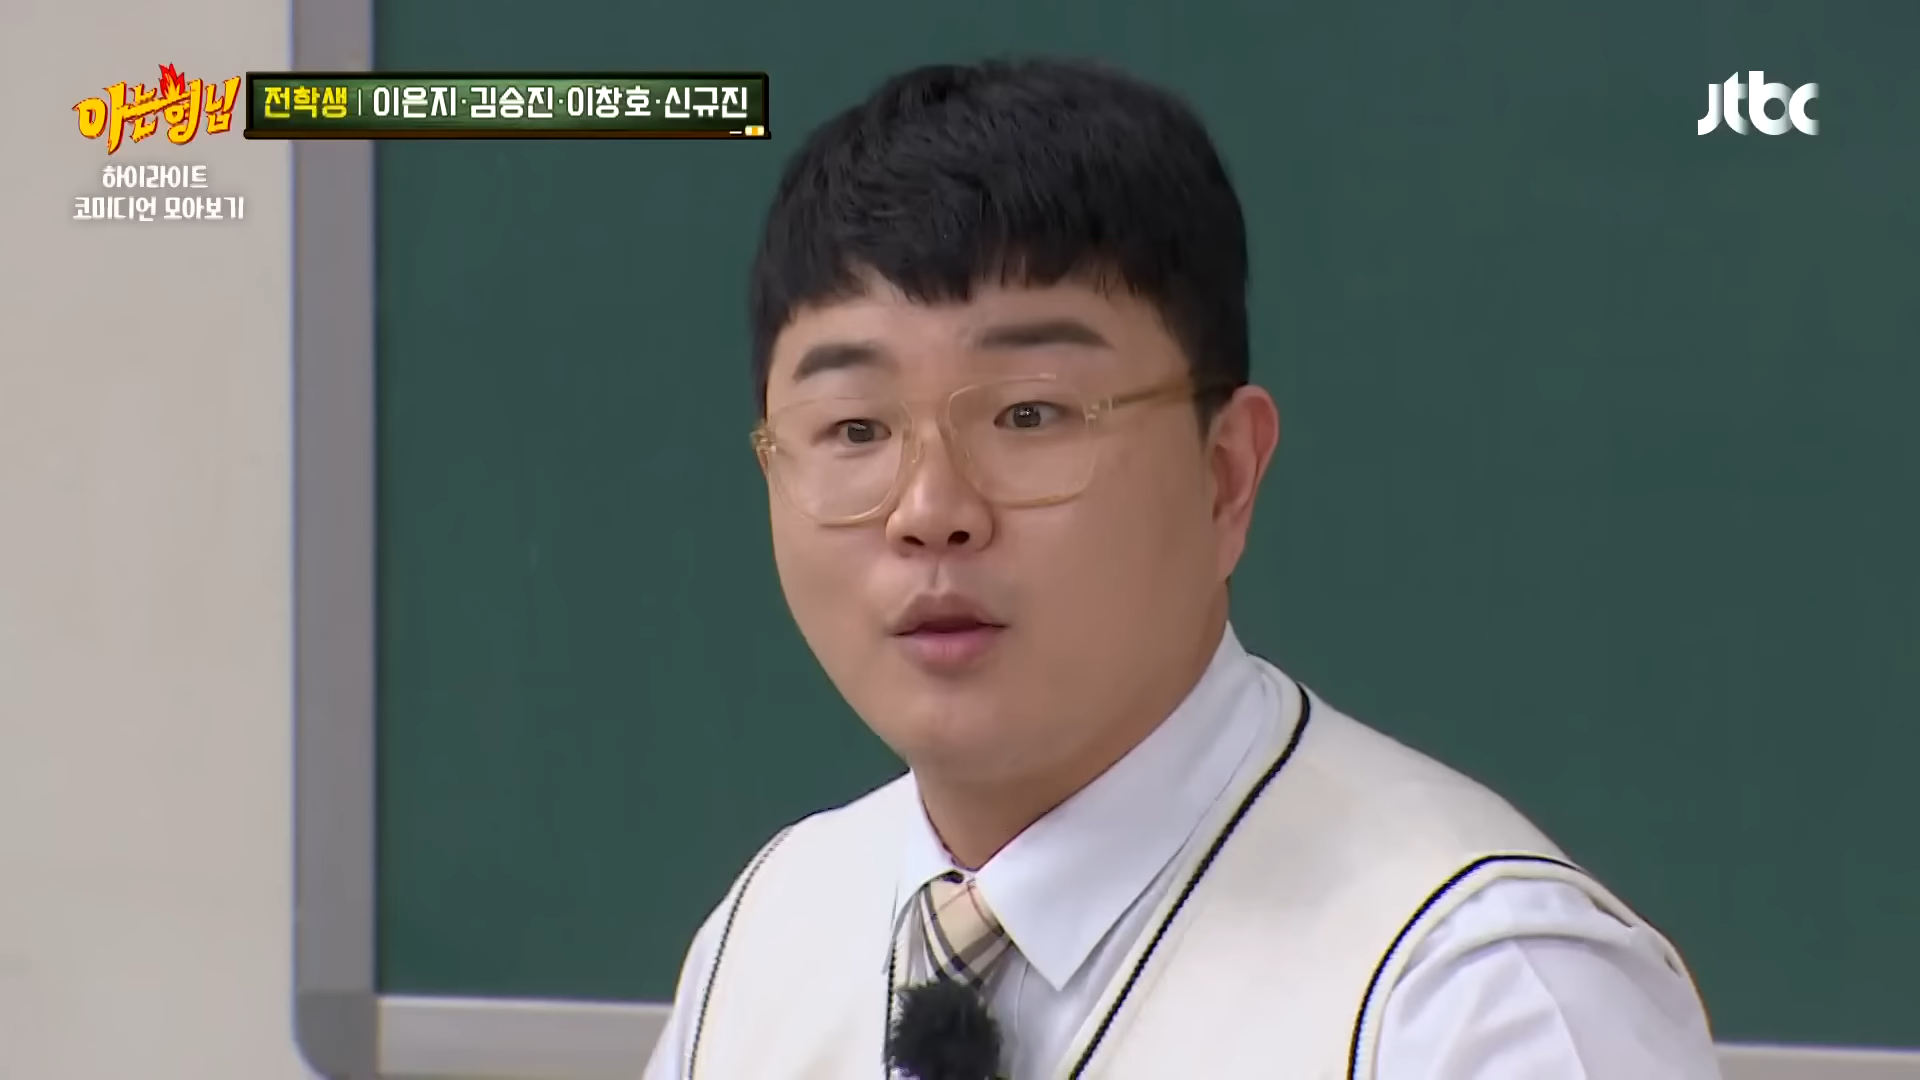 아는형님
전학생 | 이은지·김승진·이창호·신규진
jtbc
하이라이트
코미디언 모아보기